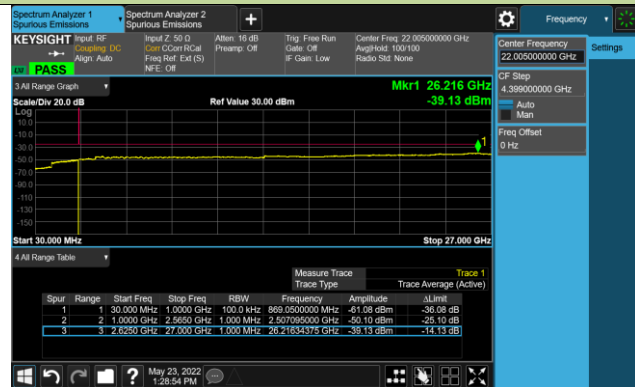 Spectrum Analyzer 1
Spurious Emissions
Spectrum Analyzer 2
Spurious Emissions
+
Frequency
KEYSIGHT
Input: RF
Coupling: DC
Align: Auto
Input Z: 50 Ω
Corr CCorr RCal
Freq Ref: Ext (S)
NFE: Off
Atten: 16 dB
Preamp: Off
Trig: Free Run
Gate: Off
IF Gain: Low
Center Freq: 22.005000000 GHz
Avg|Hold: 100/100
Radio Std: None
PASS
Center Frequency
22.005000000 GHz
Settings
CF Step
4.399000000 GHz
Auto
Man
Freq Offset
0 Hz
3 All Range Graph
Mkr1 26.216 GHz
Scale/Div 20.0 dB
Ref Value 30.00 dBm
-39.13 dBm
Log
10.0
-10.0
-30.0
-50.0
-70.0
-90.0
-110
-130
-150
1
Start 30.000 MHz
Stop 27.000 GHz
4 All Range Table
Measure Trace Trace 1
Trace Type Trace Average (Active)
Spur Range Start Freq Stop Freq RBW Frequency Amplitude ΔLimit
1 1 30.000 MHz 1.0000 GHz 100.0 kHz 869.0500000 MHz -61.08 dBm -36.08 dB
2 2 1.0000 GHz 2.5650 GHz 1.000 MHz 2.507095000 GHz -50.10 dBm -25.10 dB
3 3 2.6250 GHz 27.000 GHz 1.000 MHz 26.21634375 GHz -39.13 dBm -14.13 dB
?
May 23, 2022
1:28:54 PM